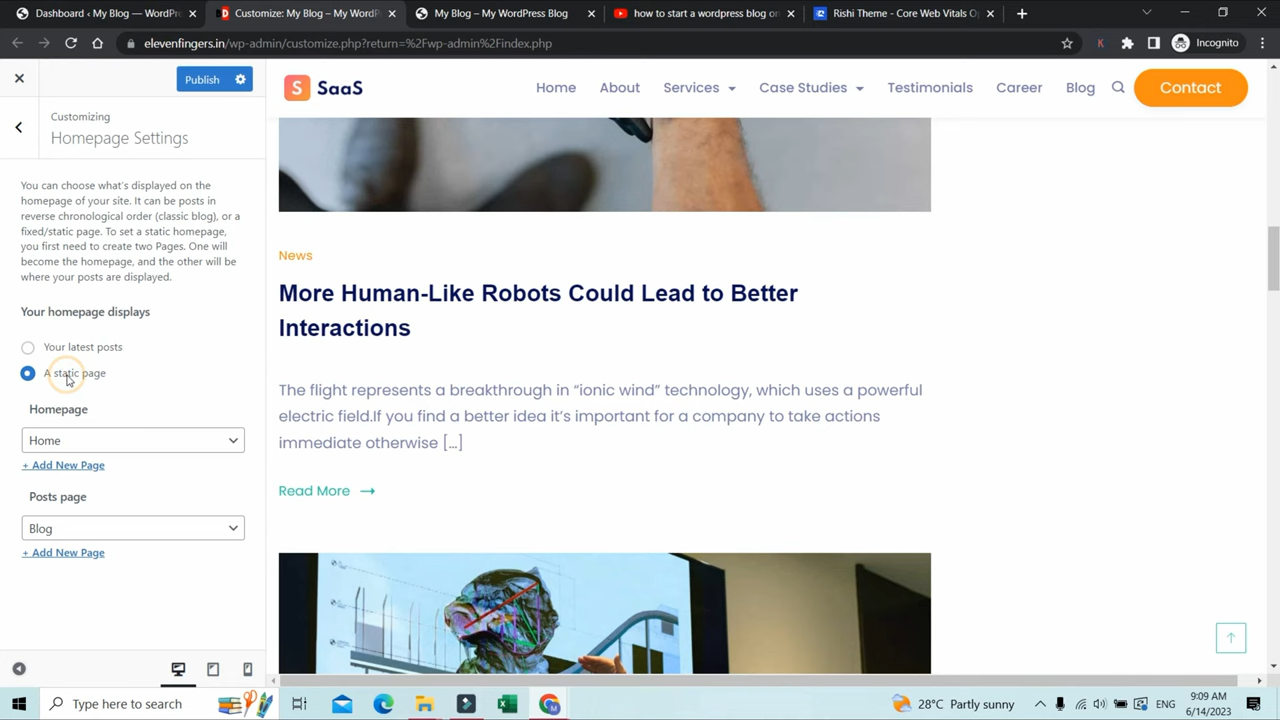 Dashboard ‹ My Blog — WordPress
Customize: My Blog – My WordPr
My Blog – My WordPress Blog
how to start a wordpress blog on
Rishi Theme - Core Web Vitals O
elevenfingers.in/wp-admin/customize.php?return=%2Fwp-admin%2Findex.php
Incognito
Publish
Customizing
Homepage Settings
You can choose what's displayed on the
homepage of your site. It can be posts in
reverse chronological order (classic blog), or a
fixed/static page. To set a static homepage,
you first need to create two Pages. One will
become the homepage, and the other will be
where your posts are displayed.
Your homepage displays
Your latest posts
A static page
Homepage
Home
+ Add New Page
Posts page
Blog
+ Add New Page
S SaaS
Home
About
Services
Case Studies
Testimonials
Career
Blog
Contact
News
More Human-Like Robots Could Lead to Better
Interactions
The flight represents a breakthrough in “ionic wind” technology, which uses a powerful
electric field.If you find a better idea it’s important for a company to take actions
immediate otherwise […]
Read More →
Type here to search
28°C Partly sunny
ENG
9:09 AM
6/14/2023